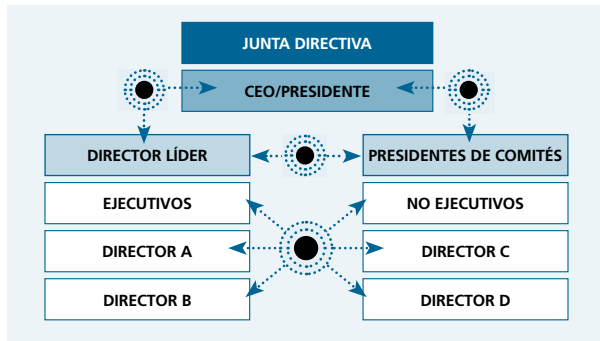 JUNTA DIRECTIVA
CEO/PRESIDENTE
DIRECTOR LÍDER
PRESIDENTES DE COMITÉS
EJECUTIVOS
NO EJECUTIVOS
DIRECTOR A
DIRECTOR C
DIRECTOR B
DIRECTOR D